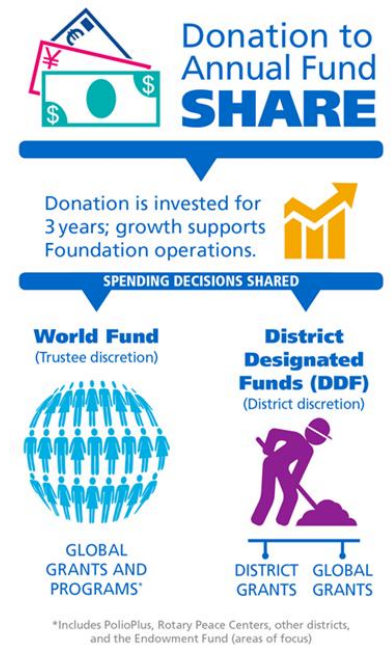 Donation to
Annual Fund
SHARE
Donation is invested for
3 years; growth supports
Foundation operations.
SPENDING DECISIONS SHARED
World Fund
(Trustee discretion)
GLOBAL
GRANTS AND
PROGRAMS*
District
Designated
Funds (DDF)
(District discretion)
DISTRICT GRANTS
GLOBAL GRANTS
*Includes PolioPlus, Rotary Peace Centers, other districts,
and the Endowment Fund (areas of focus)